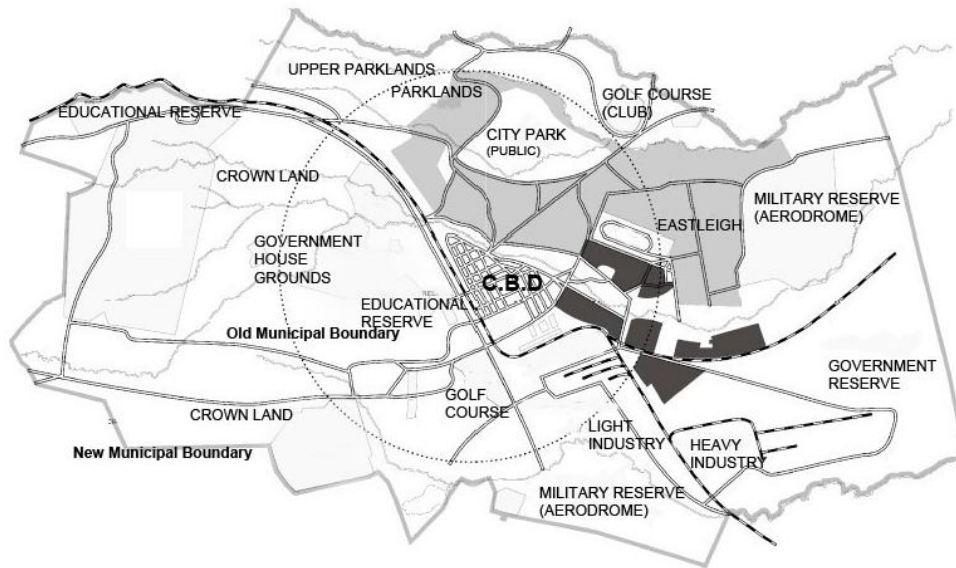 UPPER PARKLANDS
PARKLANDS
GOLF COURSE
(CLUB)
EDUCATIONAL RESERVE
CITY PARK
(PUBLIC)
CROWN LAND
MILITARY RESERVE
(AERODROME)
EASTLEIGH
GOVERNMENT
HOUSE
GROUNDS
C.B.D
EDUCATIONAL
RESERVE
Old Municipal Boundary
GOVERNMENT
RESERVE
GOLF
COURSE
CROWN LAND
LIGHT
INDUSTRY
HEAVY
INDUSTRY
New Municipal Boundary
MILITARY RESERVE
(AERODROME)